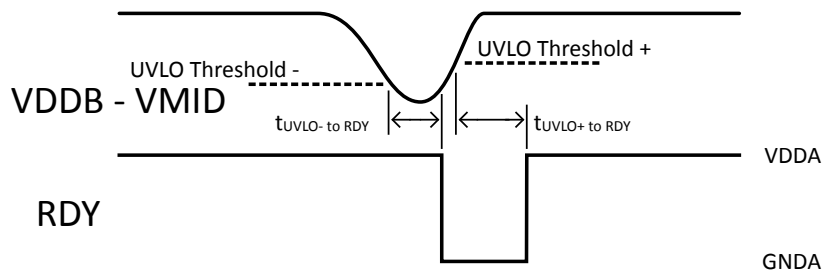 UVLO Threshold +
UVLO Threshold -
VDDB - VMID
tUVLO- to RDY
tUVLO+ to RDY
VDDA
RDY
GNDA